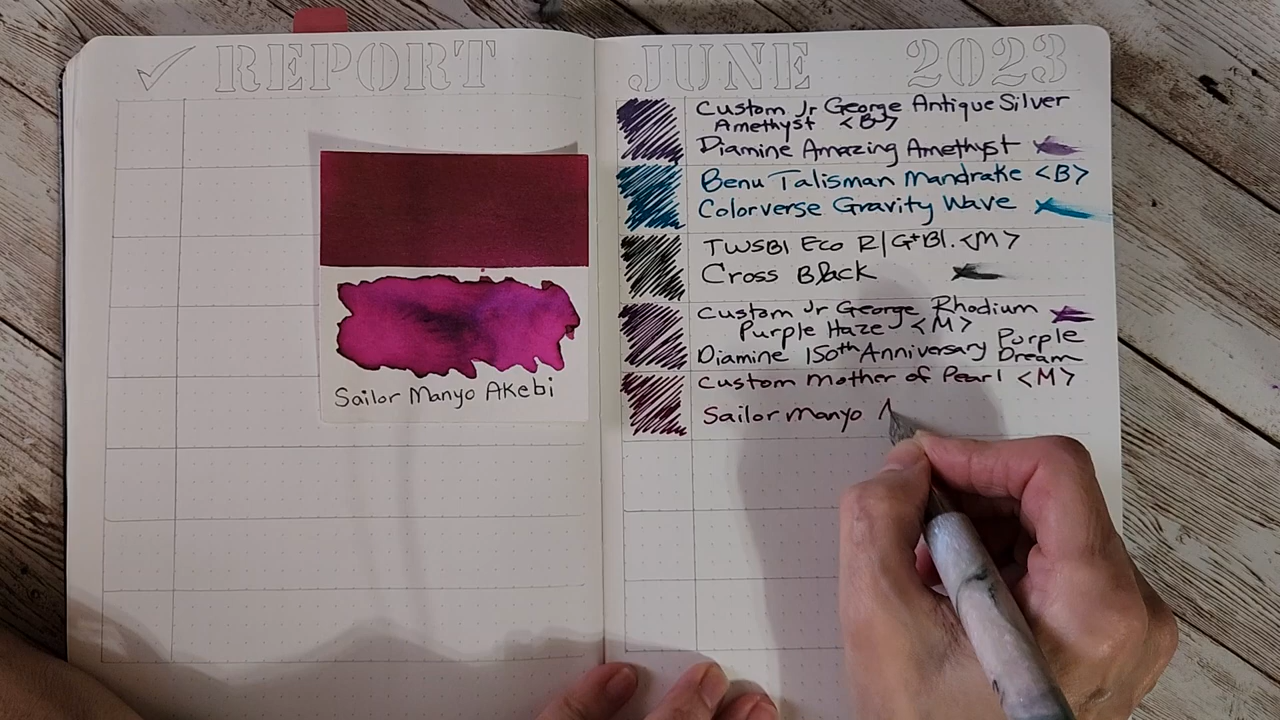 ✓ REPORT
Sailor Manyo Akebi
JUNE 2023
Custom Jr George Antique Silver
Amethyst <B>
Diamine Amazing Amethyst
Benu Talisman Mandrake <B>
Colorverse Gravity Wave
TWSBI Eco R|G+Bl. <M>
Cross Black
Custom Jr George Rhodium
Purple Haze <M>
Diamine 150th Anniversary Purple Dream
Custom Mother of Pearl <M>
Sailor Manyo A